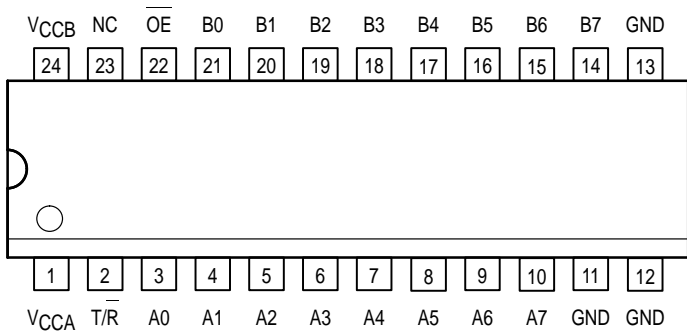 VCCB NC OE B0 B1 B2 B3 B4 B5 B6 B7 GND
24 23 22 21 20 19 18 17 16 15 14 13
1 2 3 4 5 6 7 8 9 10 11 12
VCCA T/R A0 A1 A2 A3 A4 A5 A6 A7 GND GND